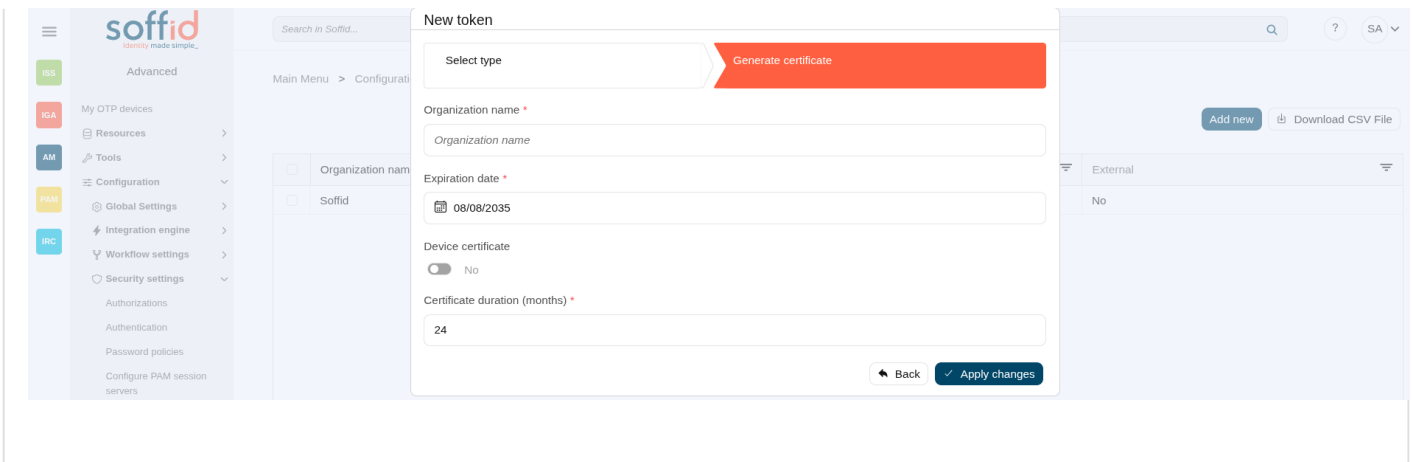 soffid
Identity made simple_
Search in Soffid...
?
SA
ISS
IGA
AM
PAM
IRC
Advanced
My OTP devices
Resources
Tools
Configuration
Global Settings
Integration engine
Workflow settings
Security settings
Authorizations
Authentication
Password policies
Configure PAM session
servers
Main Menu > Configurati
Add new
Download CSV File
Organization nam
External
Soffid
No
New token
Select type
Generate certificate
Organization name *
Organization name
Expiration date *
08/08/2035
Device certificate
No
Certificate duration (months) *
24
Back
Apply changes